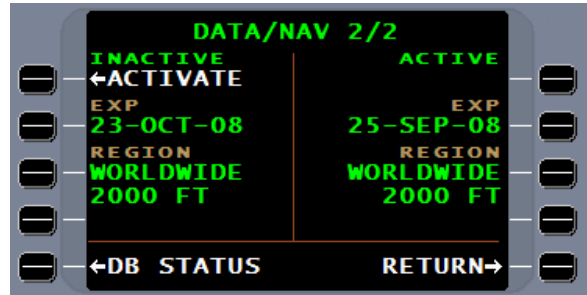 DATA/NAV 2/2
INACTIVE ACTIVE
←ACTIVATE
EXP EXP
23-OCT-08 25-SEP-08
REGION REGION
WORLDWIDE WORLDWIDE
2000 FT 2000 FT
←DB STATUS RETURN→